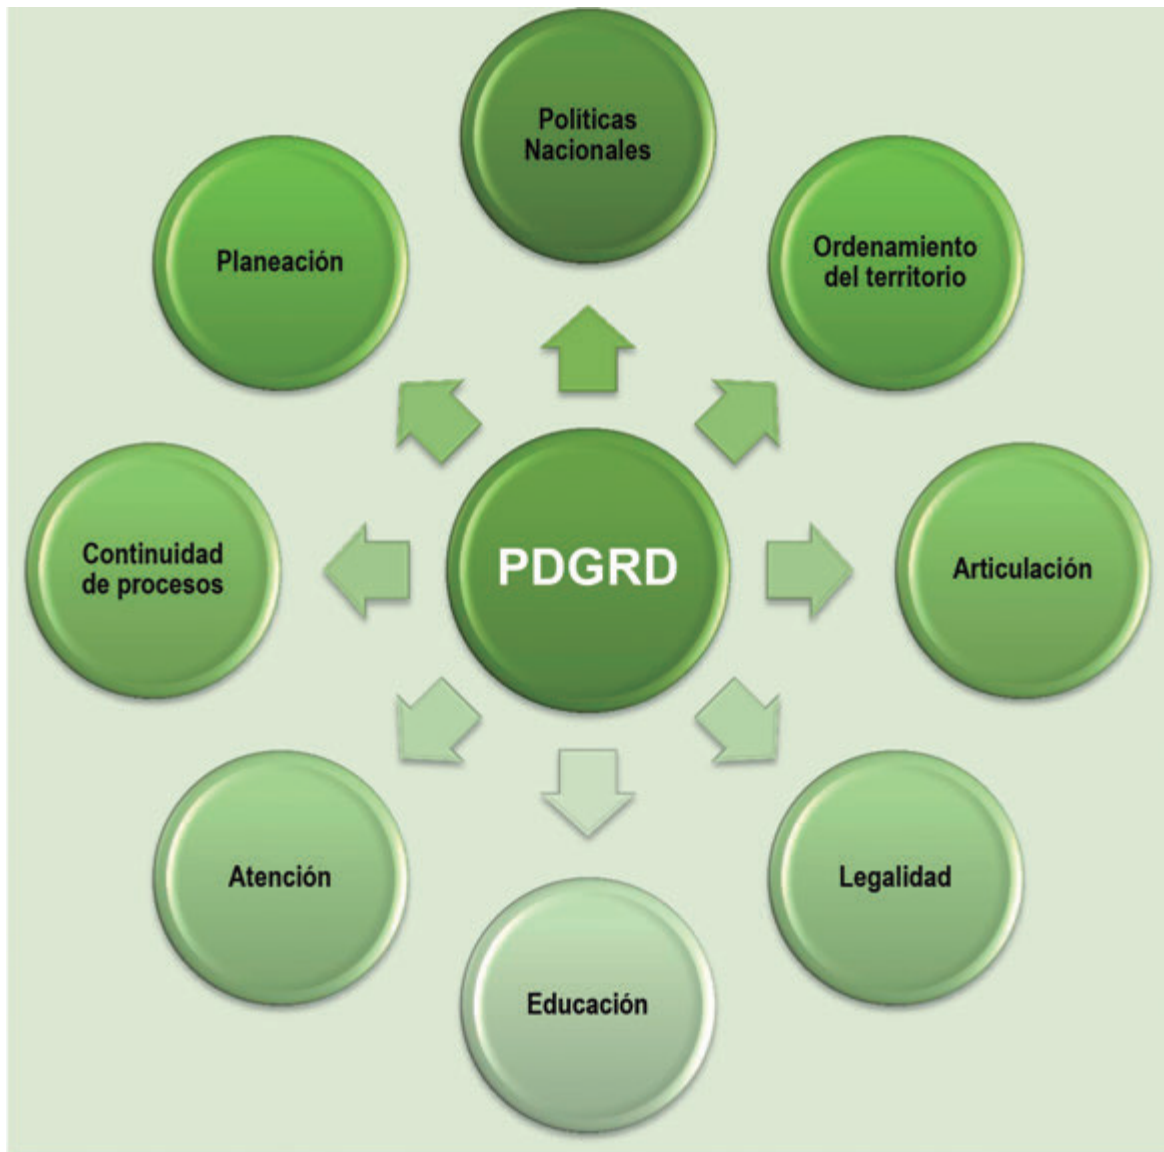 Políticas
Nacionales
Planeación
Ordenamiento
del territorio
Continuidad
de procesos
PDGRD
Articulación
Atención
Legalidad
Educación